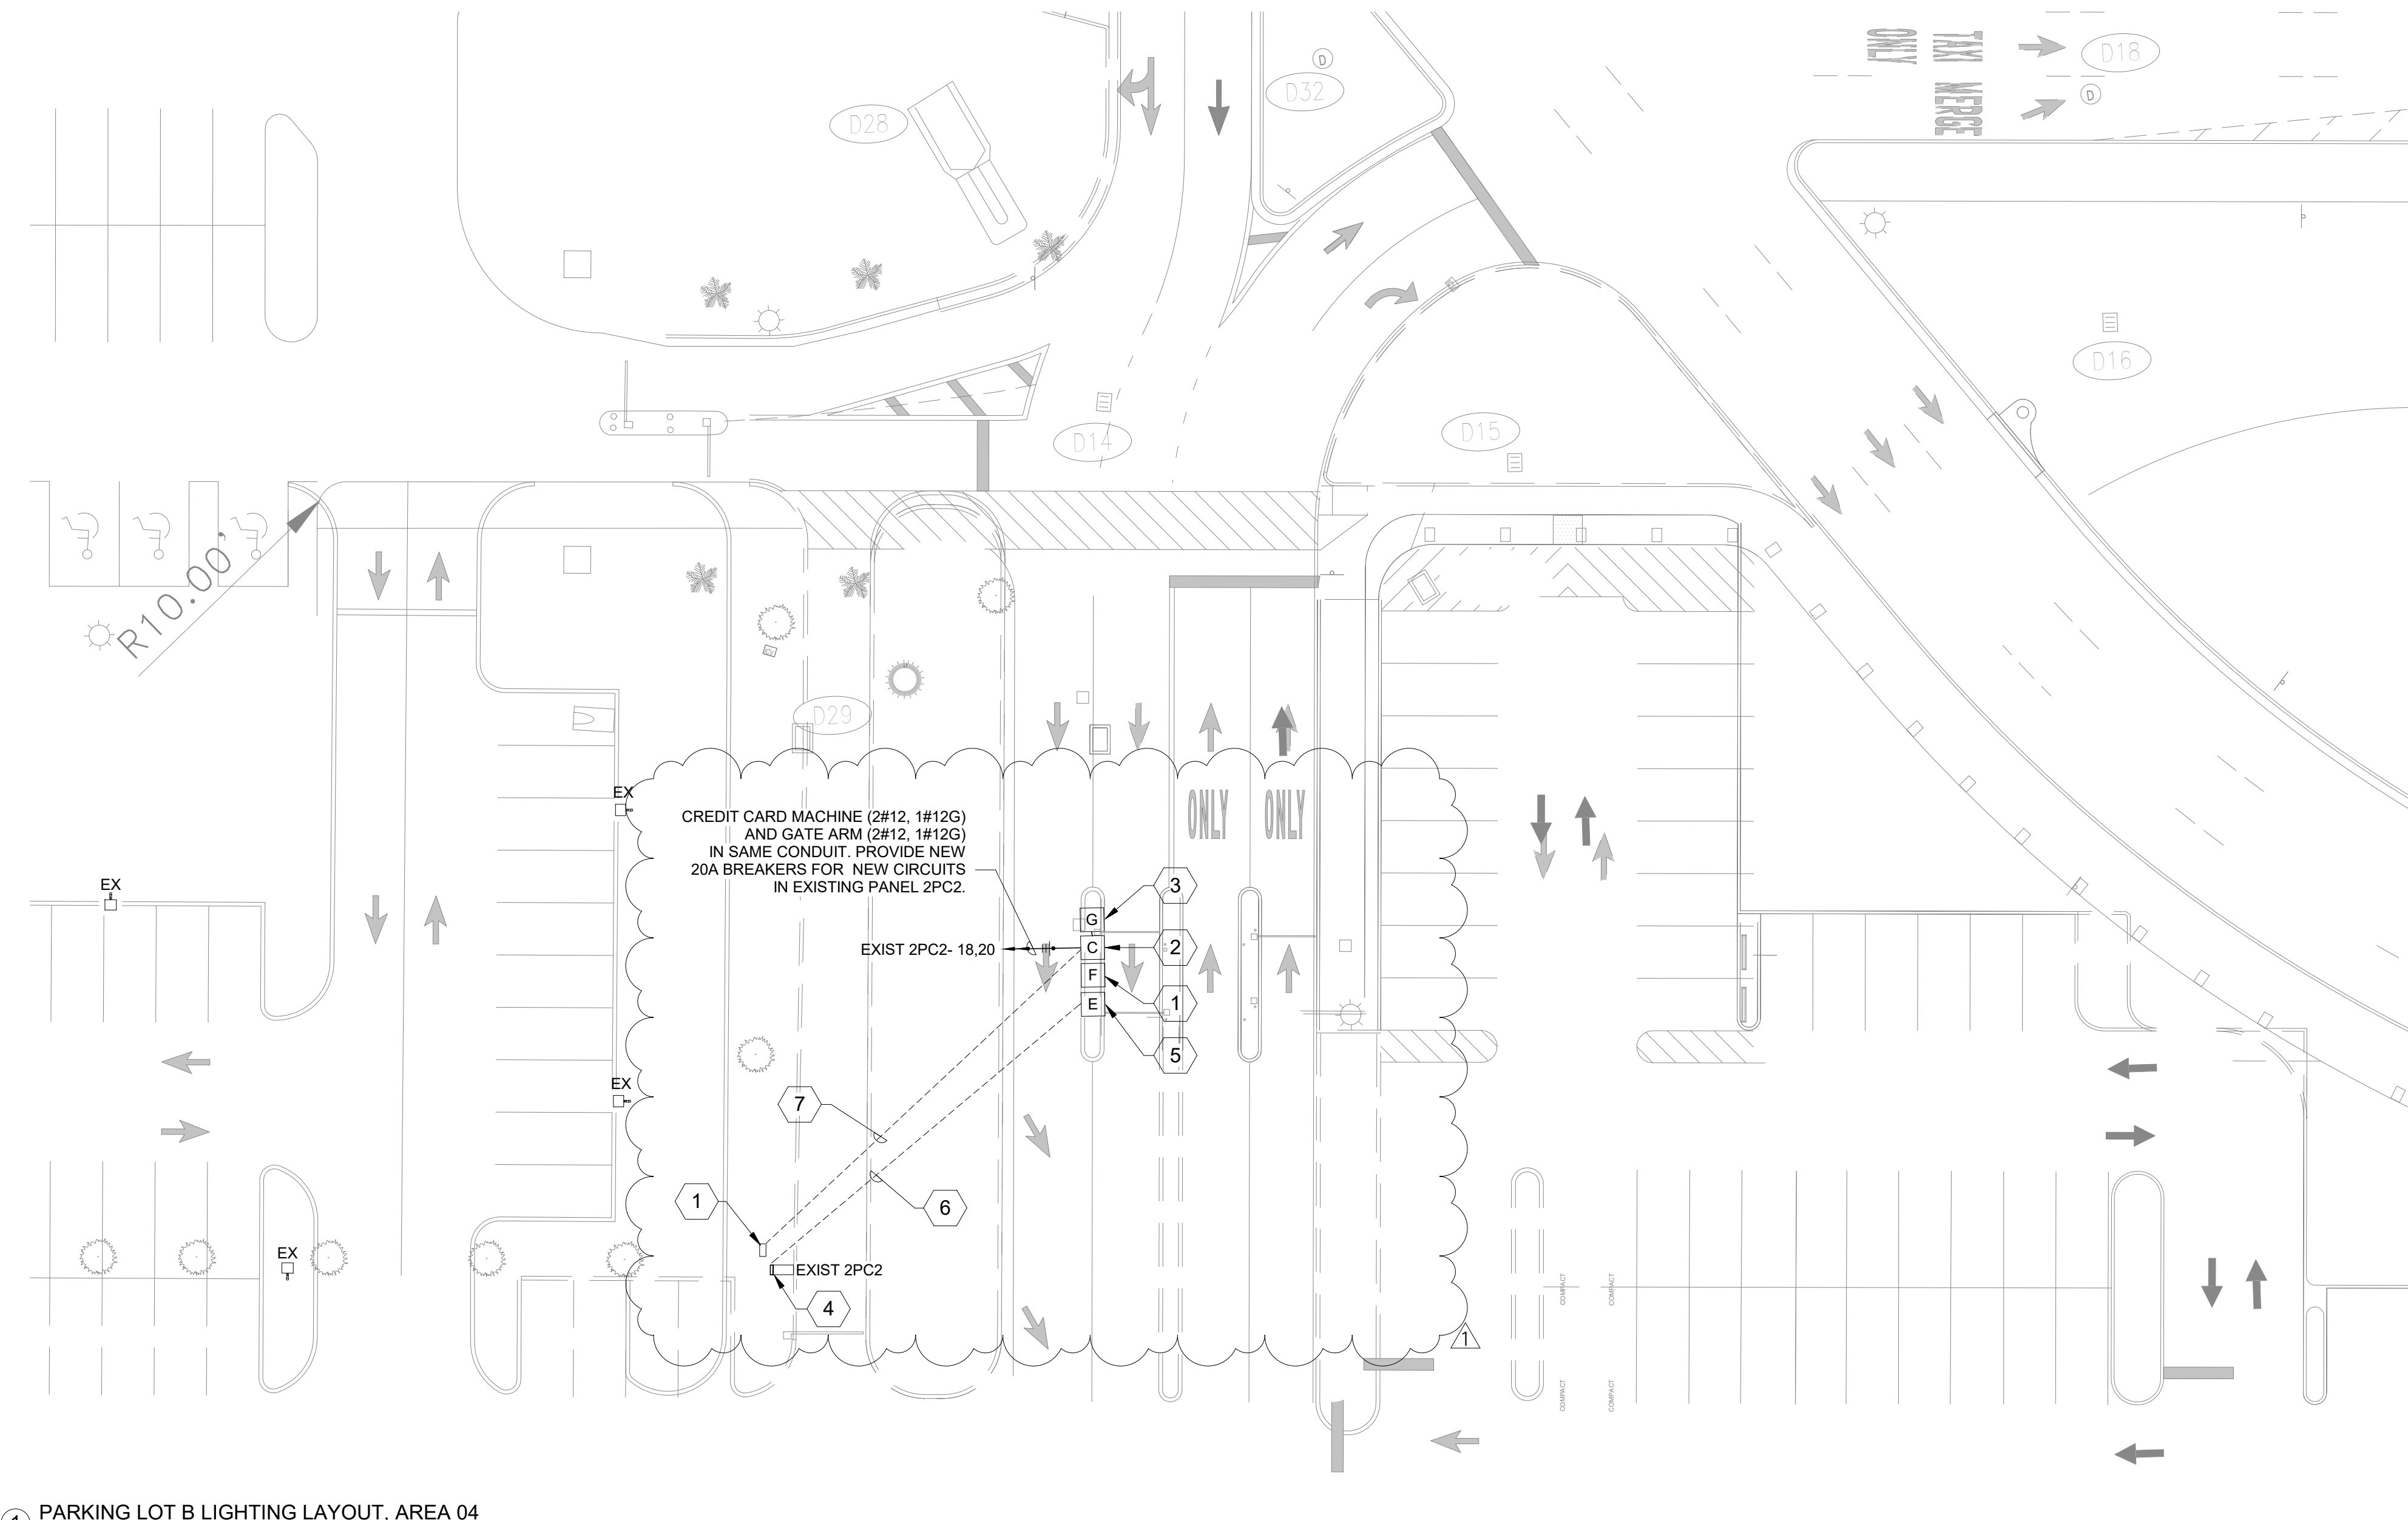 ONLY
TAXI MERGE
D18
D
D
D32
D28
D16
D15
D14
R10.00'
D29
EX
CREDIT CARD MACHINE (2#12, 1#12G)
AND GATE ARM (2#12, 1#12G)
IN SAME CONDUIT. PROVIDE NEW
20A BREAKERS FOR NEW CIRCUITS
IN EXISTING PANEL 2PC2.
ONLY
ONLY
EX
3
G
EXIST 2PC2- 18,20
C
2
F
1
E
5
EX
7
1
6
EX
EXIST 2PC2
4
1
COMPACT
COMPACT
COMPACT
COMPACT
1
PARKING LOT B LIGHTING LAYOUT, AREA 04